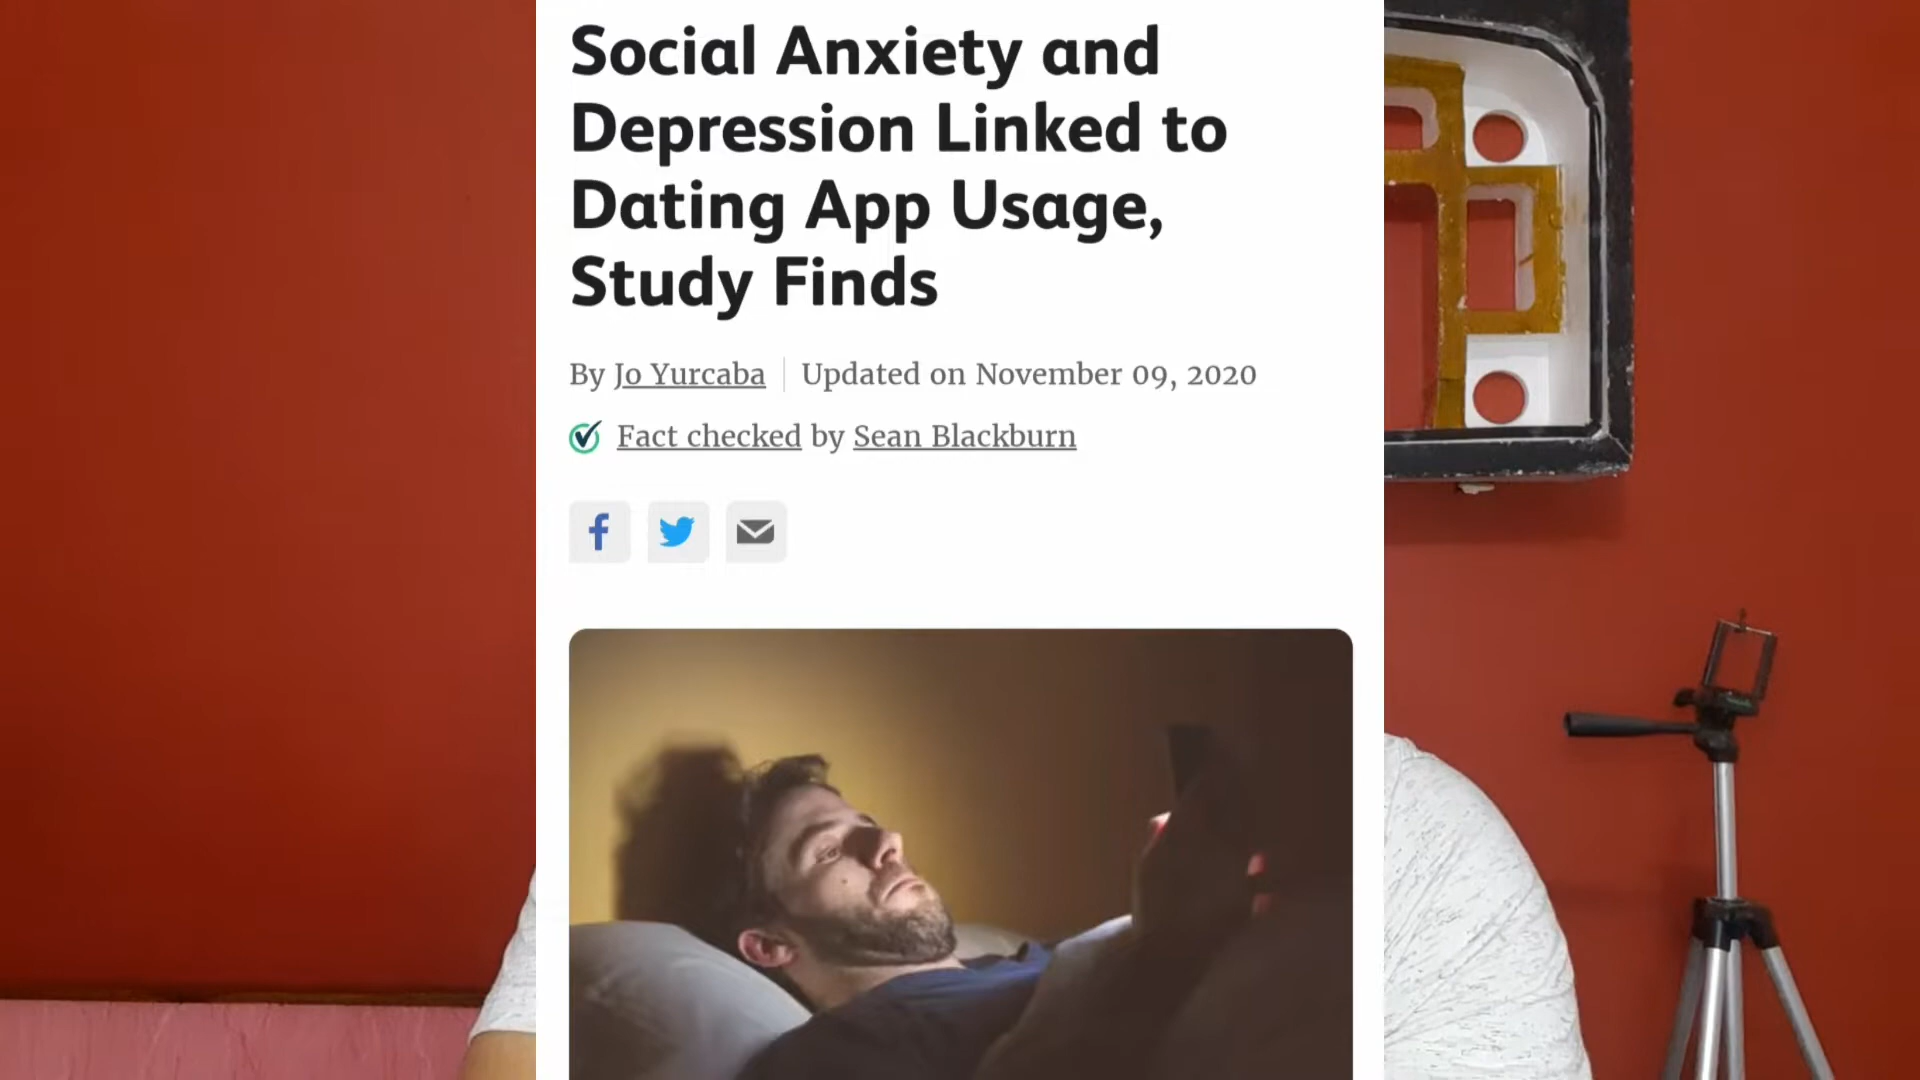 Social Anxiety and
Depression Linked to
Dating App Usage,
Study Finds
By Jo Yurcaba | Updated on November 09, 2020
Fact checked by Sean Blackburn